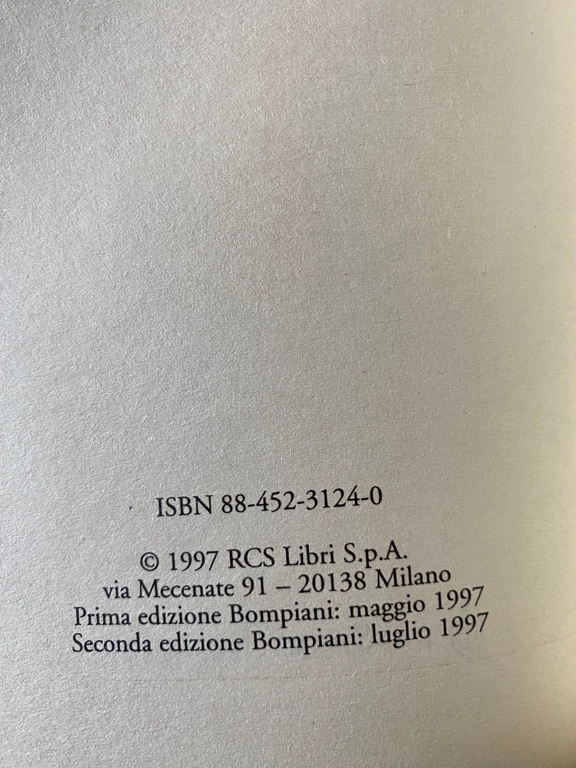 ISBN 88-452-3124-0
© 1997 RCS Libri S.p.A.
via Mecenate 91 – 20138 Milano
Prima edizione Bompiani: maggio 1997
Seconda edizione Bompiani: luglio 1997